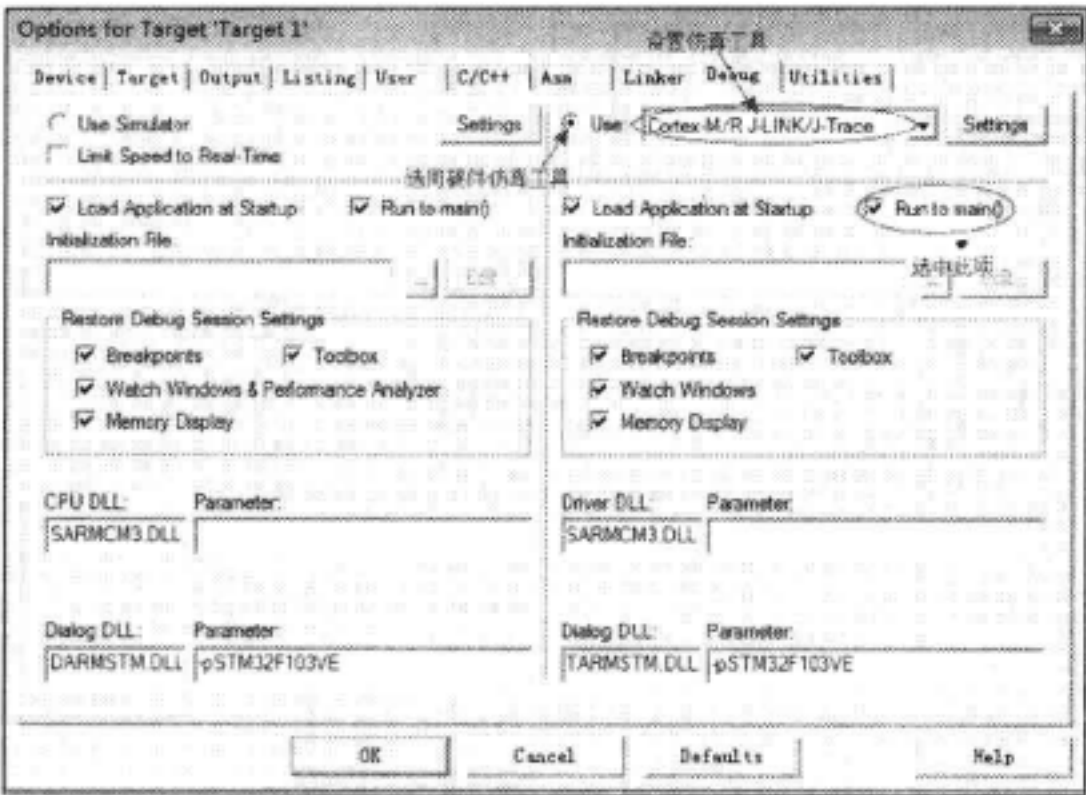 Options for Target 'Target 1'
设置仿真工具
Device Target Output Listing User C/C++ Asm Linker Debug Utilities
Use Simulator Settings Use Cortex-M/R J-LINK/J-Trace Settings
Limit Speed to Real-Time
选用硬件仿真工具
Load Application at Startup Run to main() Load Application at Startup Run to main()
Initialization File: Initialization File:
选中此项
Restore Debug Session Settings Restore Debug Session Settings
Breakpoints Toolbox Breakpoints Toolbox
Watch Windows & Performance Analyzer Watch Windows
Memory Display Memory Display
CPU DLL: Parameter: Driver DLL: Parameter:
SARMCM3.DLL SARMCM3.DLL
Dialog DLL: Parameter: Dialog DLL: Parameter:
DARMSTM.DLL -pSTM32F103VE TARMSTM.DLL -pSTM32F103VE
OK Cancel Defaults Help